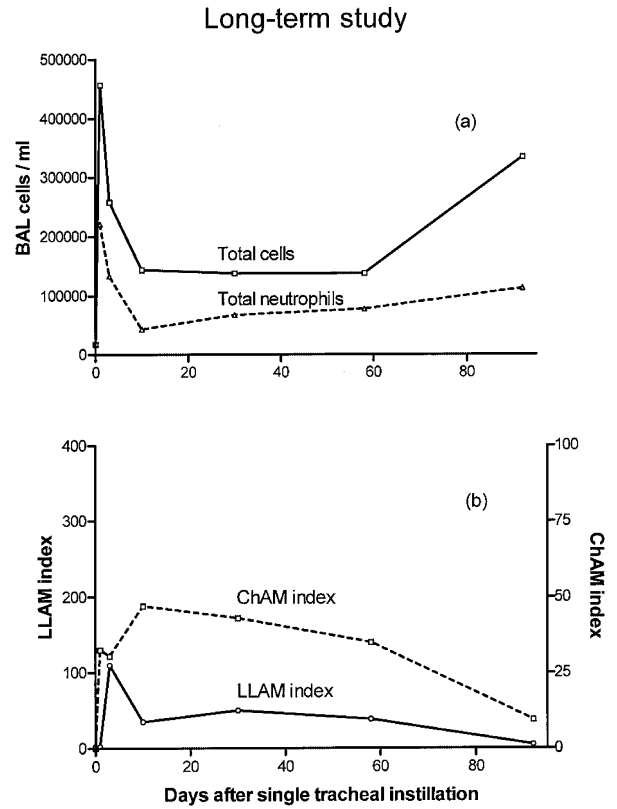 Long-term study
500000
400000
300000
200000
100000
0
BAL cells / ml
(a)
Total cells
Total neutrophils
0 20 40 60 80
400
300
200
100
0
LLAM index
100
75
50
25
0
ChAM index
(b)
ChAM index
LLAM index
0 20 40 60 80
Days after single tracheal instillation